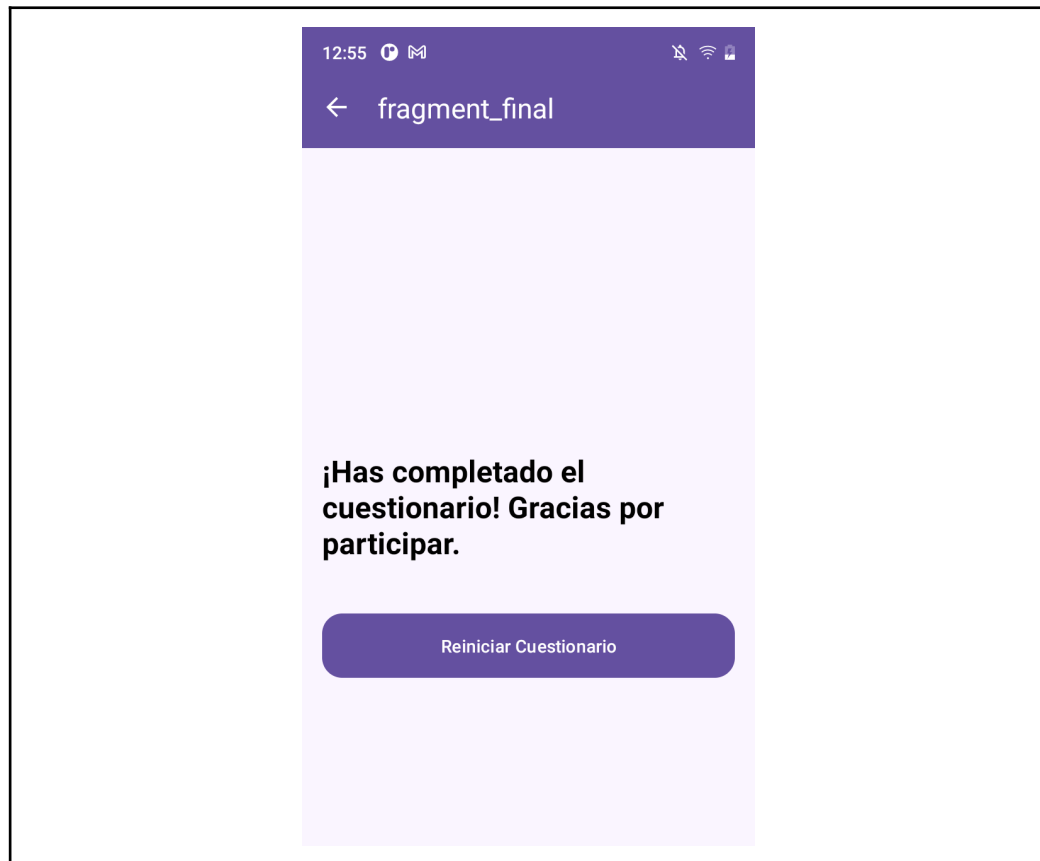 12:55
fragment_final
¡Has completado el
cuestionario! Gracias por
participar.
Reiniciar Cuestionario